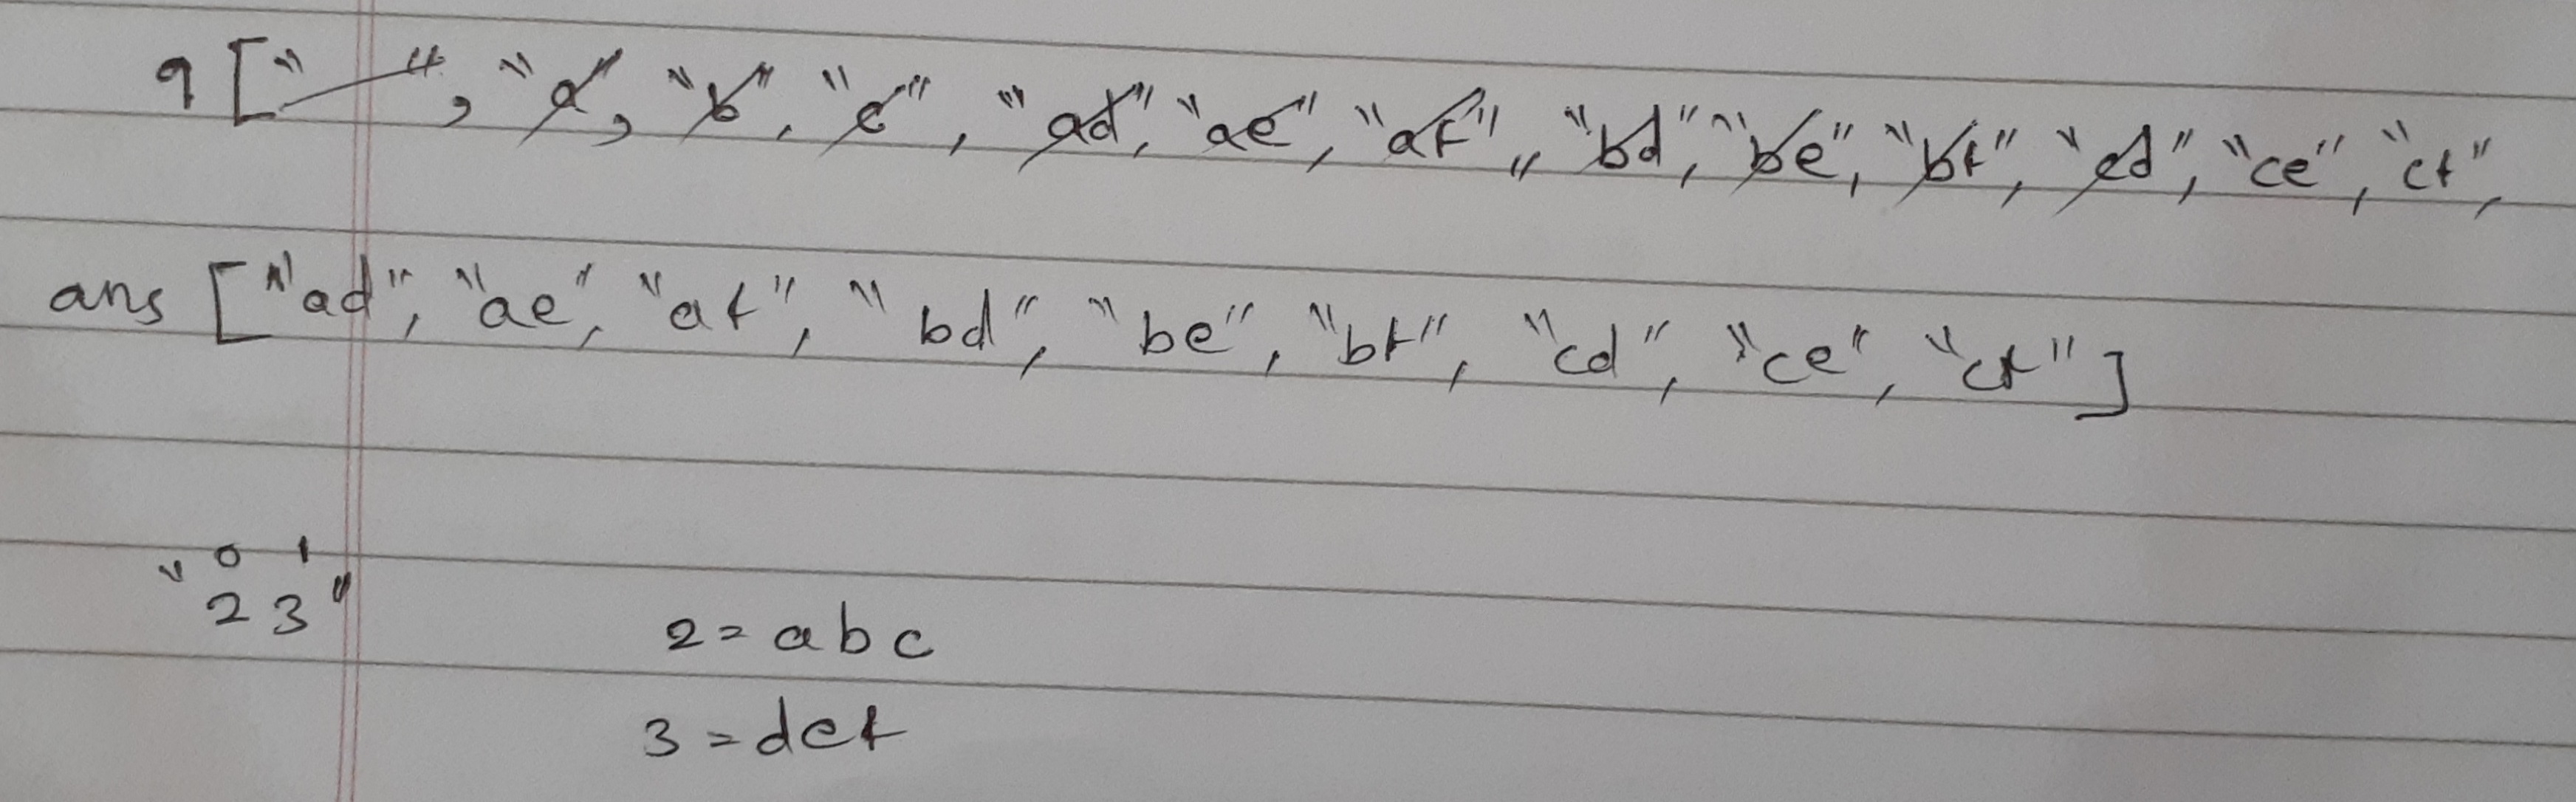 q ["  ", "a", "b", "c", "ad", "ae", "af",, "bd", "be", "bf", "cd", "ce", "cf",
ans ["ad", "ae", "af", "bd", "be", "bf", "cd", "ce", "cf"]
0 1
"23"
2 = abc
3 = def